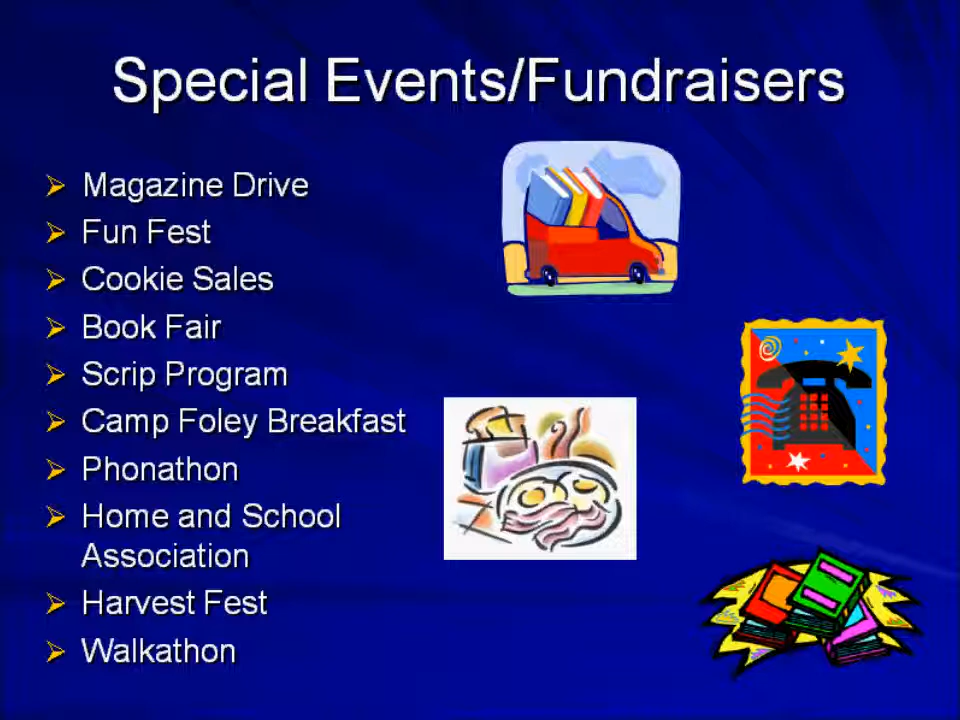 Special Events/Fundraisers
Magazine Drive
Fun Fest
Cookie Sales
Book Fair
Scrip Program
Camp Foley Breakfast
Phonathon
Home and School
Association
Harvest Fest
Walkathon